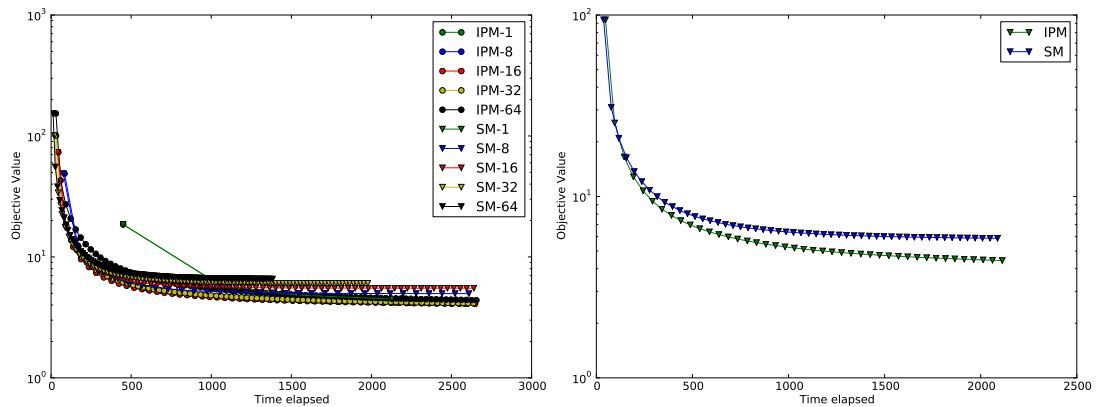 10^3
10^2
10^1
10^0
Objective Value
0
500
1000
1500
2000
2500
3000
Time elapsed
IPM-1
IPM-8
IPM-16
IPM-32
IPM-64
SM-1
SM-8
SM-16
SM-32
SM-64
10^2
10^1
10^0
Objective Value
0
500
1000
1500
2000
2500
Time elapsed
IPM
SM